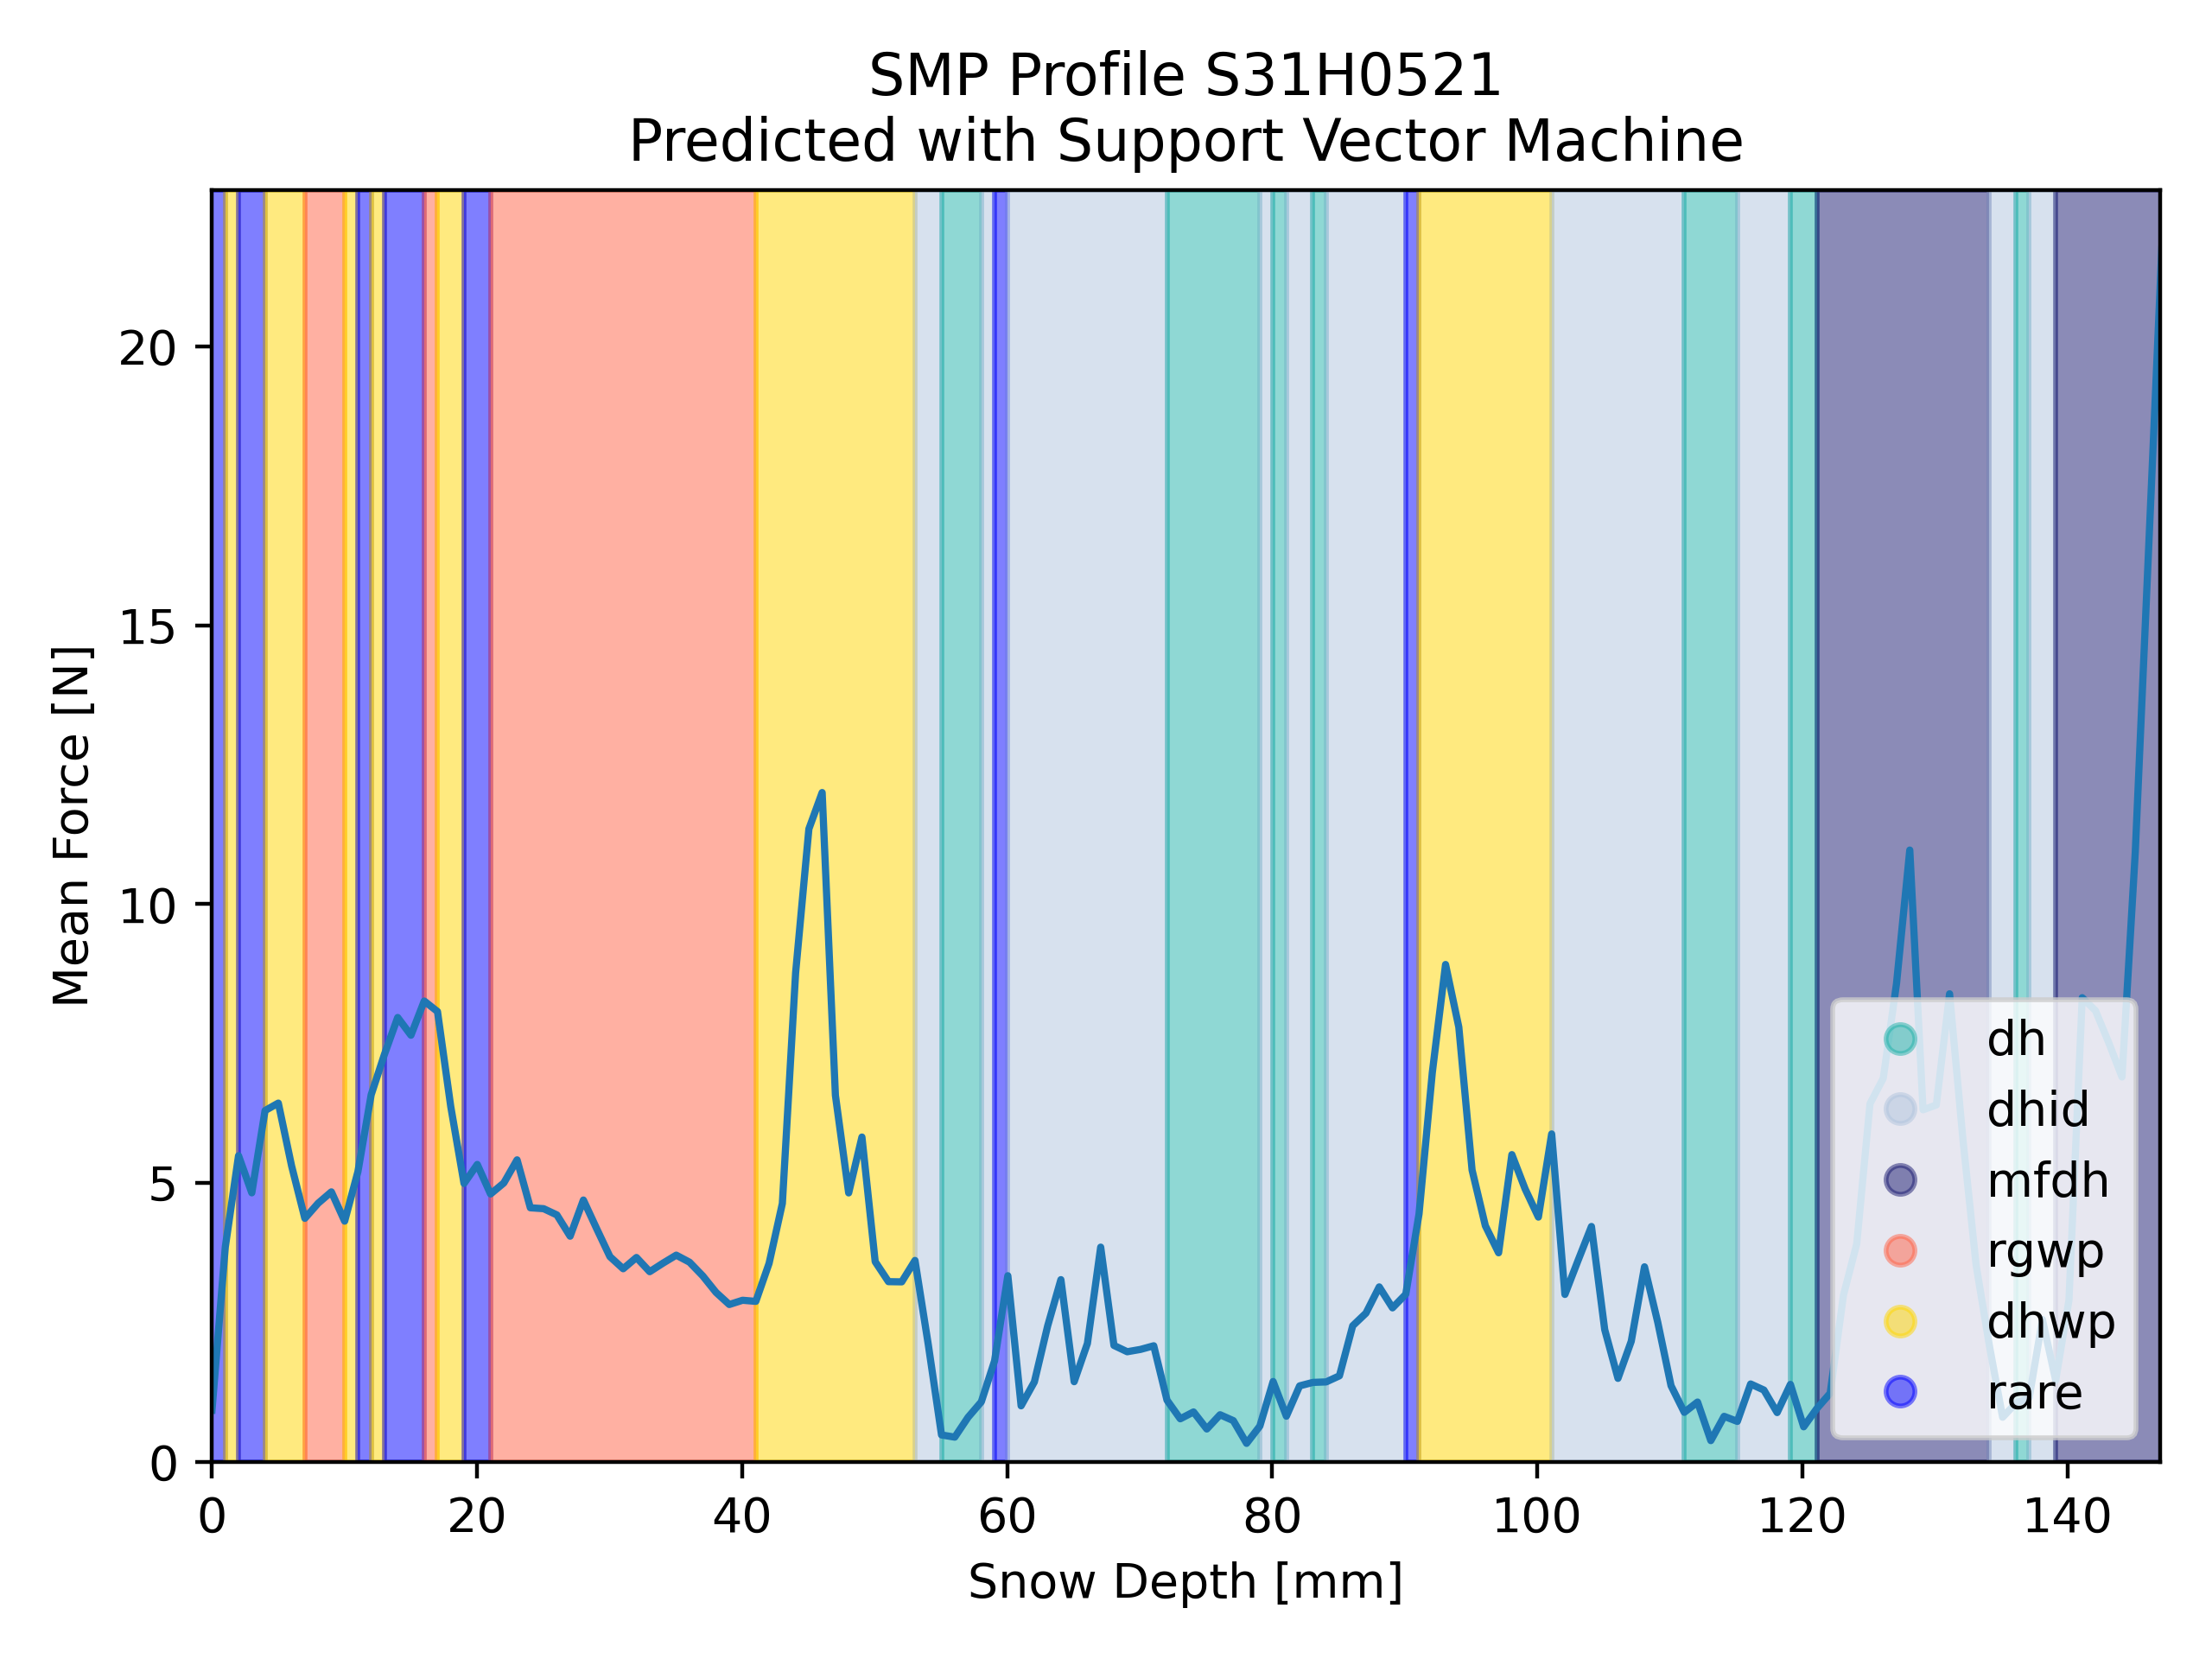 SMP Profile S31H0521
Predicted with Support Vector Machine
Mean Force [N]
20
15
10
5
0
dh
dhid
mfdh
rgwp
dhwp
rare
0 20 40 60 80 100 120 140
Snow Depth [mm]